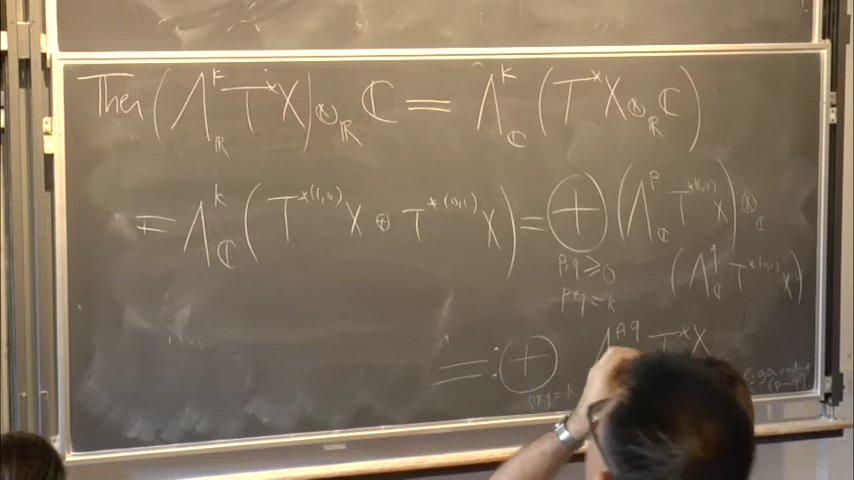 Then (Λ^k_ℝ T*X) ⊗_ℝ ℂ = Λ^k_ℂ (T*X ⊗_ℝ ℂ)
= Λ^k_ℂ (T^{*(1,0)}X ⊕ T^{*(0,1)}X) = ⊕ (Λ^p_ℂ T^{*(1,0)}X) ⊗_ℂ
p,q ≥ 0
p+q=k
(Λ^q_ℂ T^{*(0,1)}X)
=: ⊕ Λ^{p,q} T*X
p+q=k